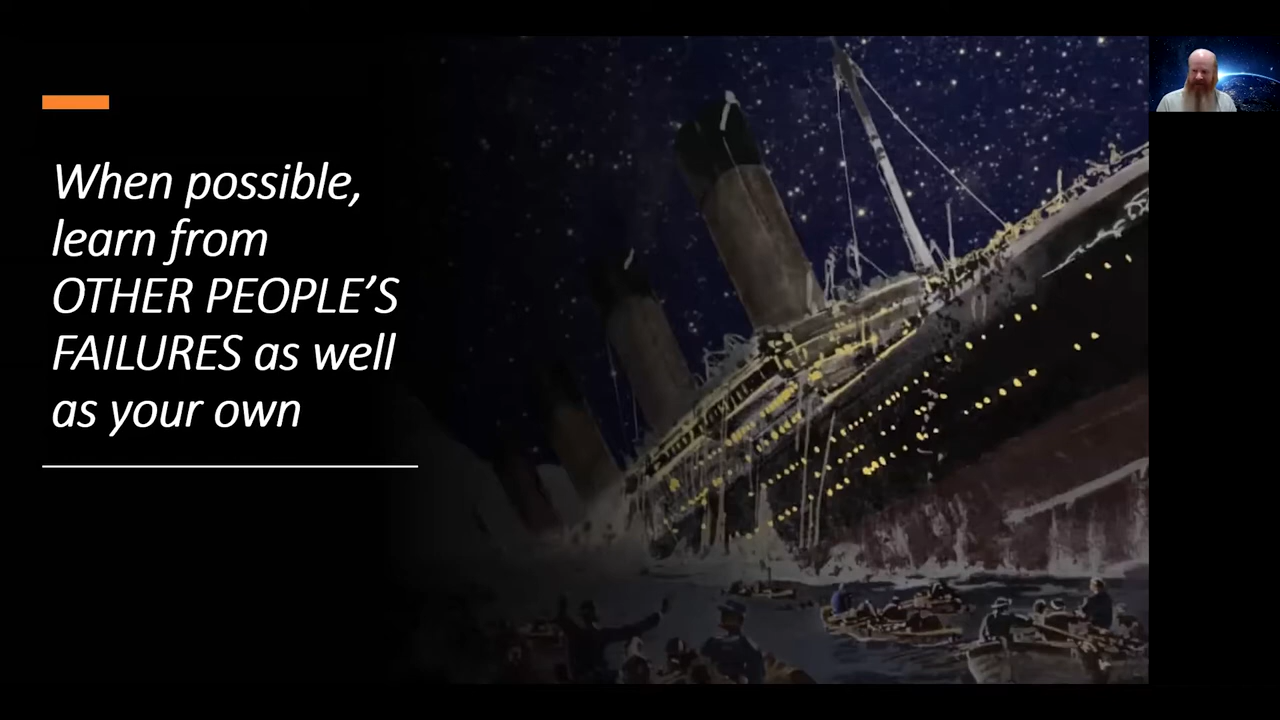 When possible,
learn from
OTHER PEOPLE’S
FAILURES as well
as your own